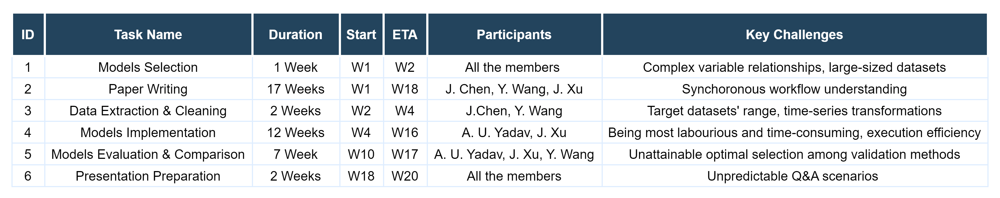 ID Task Name Duration Start ETA Participants Key Challenges
1 Models Selection 1 Week W1 W2 All the members Complex variable relationships, large-sized datasets
2 Paper Writing 17 Weeks W1 W18 J. Chen, Y. Wang, J. Xu Synchoronous workflow understanding
3 Data Extraction & Cleaning 2 Weeks W2 W4 J.Chen, Y. Wang Target datasets' range, time-series transformations
4 Models Implementation 12 Weeks W4 W16 A. U. Yadav, J. Xu Being most labourious and time-consuming, execution efficiency
5 Models Evaluation & Comparison 7 Week W10 W17 A. U. Yadav, J. Xu, Y. Wang Unattainable optimal selection among validation methods
6 Presentation Preparation 2 Weeks W18 W20 All the members Unpredictable Q&A scenarios